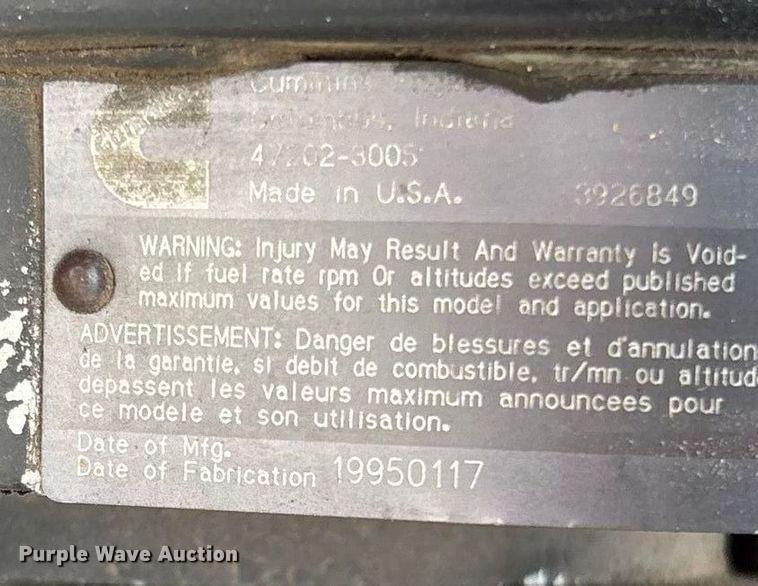 Cummins
Columbus, Indiana
47202-3005
Made in U.S.A. 3926849
WARNING: Injury May Result And Warranty is Void-
ed If fuel rate rpm Or altitudes exceed published
maximum values for this model and application.
ADVERTISSEMENT: Danger de blessures et d'annulation
de la garantie, si debit de combustible, tr/mn ou altitud
depassent les valeurs maximum announcees pour
ce modele et son utilisation.
Date of Mfg.
Date of Fabrication 19950117
Purple Wave Auction